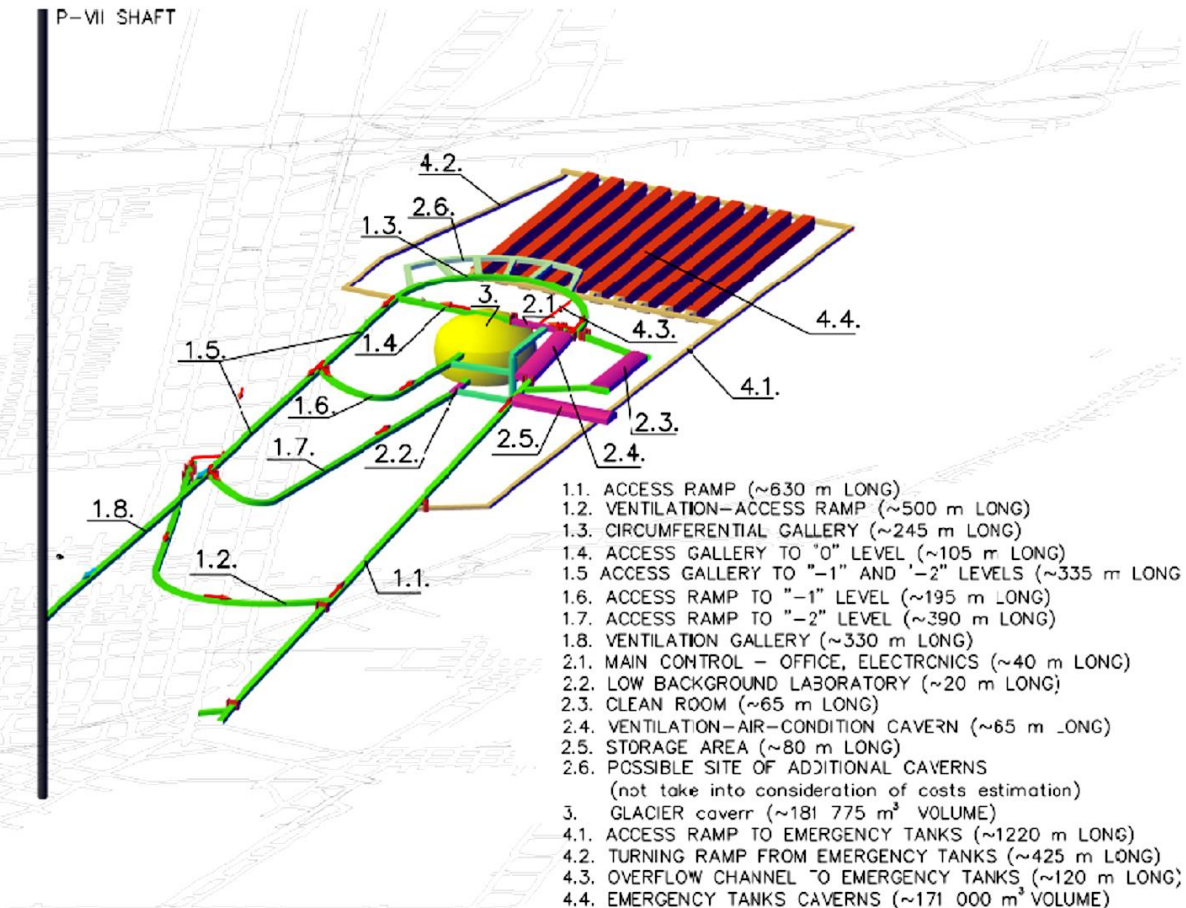 P-VII SHAFT
4.2.
2.6.
1.3.
3.
2.1.
4.3.
4.4.
1.4.
1.5.
4.1.
1.6.
2.3.
1.7.
2.2.
2.5.
2.4.
1.8.
1.2.
1.1.
1.1. ACCESS RAMP (~630 m LONG)
1.2. VENTILATION-ACCESS RAMP (~500 m LONG)
1.3. CIRCUMFERENTIAL GALLERY (~245 m LONG)
1.4. ACCESS GALLERY TO "0" LEVEL (~105 m LONG)
1.5 ACCESS GALLERY TO "-1" AND '-2" LEVELS (~335 m LONG
1.6. ACCESS RAMP TO "-1" LEVEL (~195 m LONG)
1.7. ACCESS RAMP TO "-2" LEVEL (~390 m LONG)
1.8. VENTILATION GALLERY (~330 m LONG)
2.1. MAIN CONTROL - OFFICE, ELECTRCNICS (~40 m LONG)
2.2. LOW BACKGROUND LABORATORY (~20 m LONG)
2.3. CLEAN ROOM (~65 m LONG)
2.4. VENTILATION-AIR-CONDITION CAVERN (~65 m LONG)
2.5. STORAGE AREA (~80 m LONG)
2.6. POSSIBLE SITE OF ADDITIONAL CAVERNS
(not take into consideration of costs estimation)
3. GLACIER cavern (~181 775 m³ VOLUME)
4.1. ACCESS RAMP TO EMERGENCY TANKS (~1220 m LONG)
4.2. TURNING RAMP FROM EMERGENCY TANKS (~425 m LONG)
4.3. OVERFLOW CHANNEL TO EMERGENCY TANKS (~120 m LONG)
4.4. EMERGENCY TANKS CAVERNS (~171 000 m³ VOLUME)